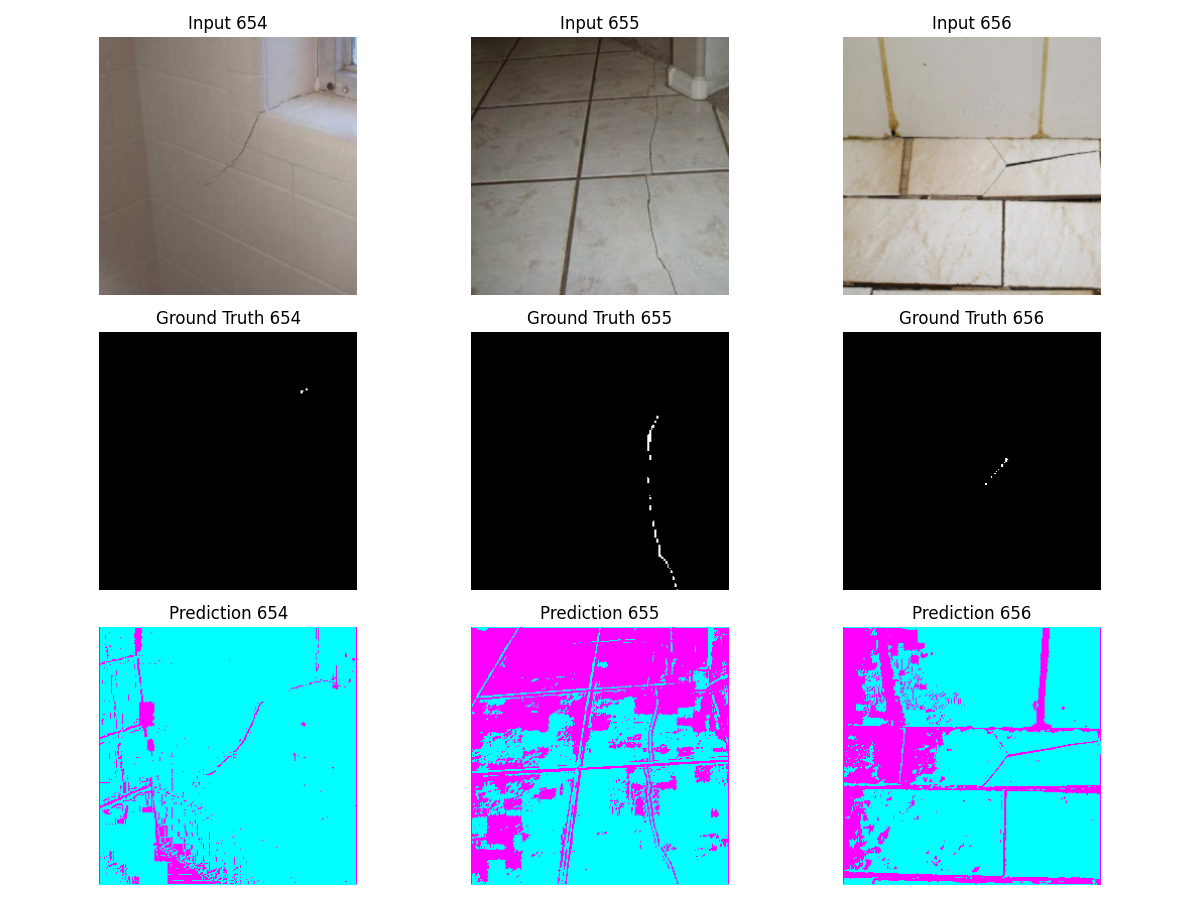 Input 654
Input 655
Input 656
Ground Truth 654
Ground Truth 655
Ground Truth 656
Prediction 654
Prediction 655
Prediction 656